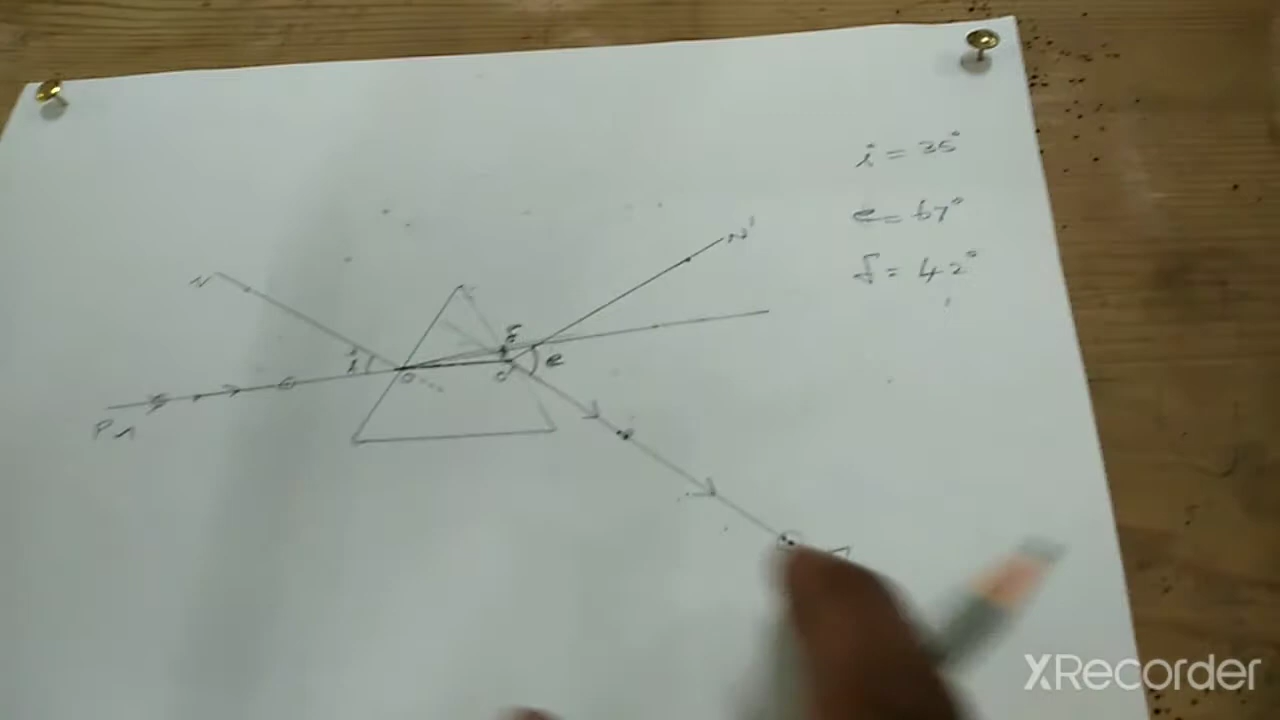 i = 35°
e = 67°
δ = 42°
N'
N
δ
i
e
O
O'
P₁
XRecorder